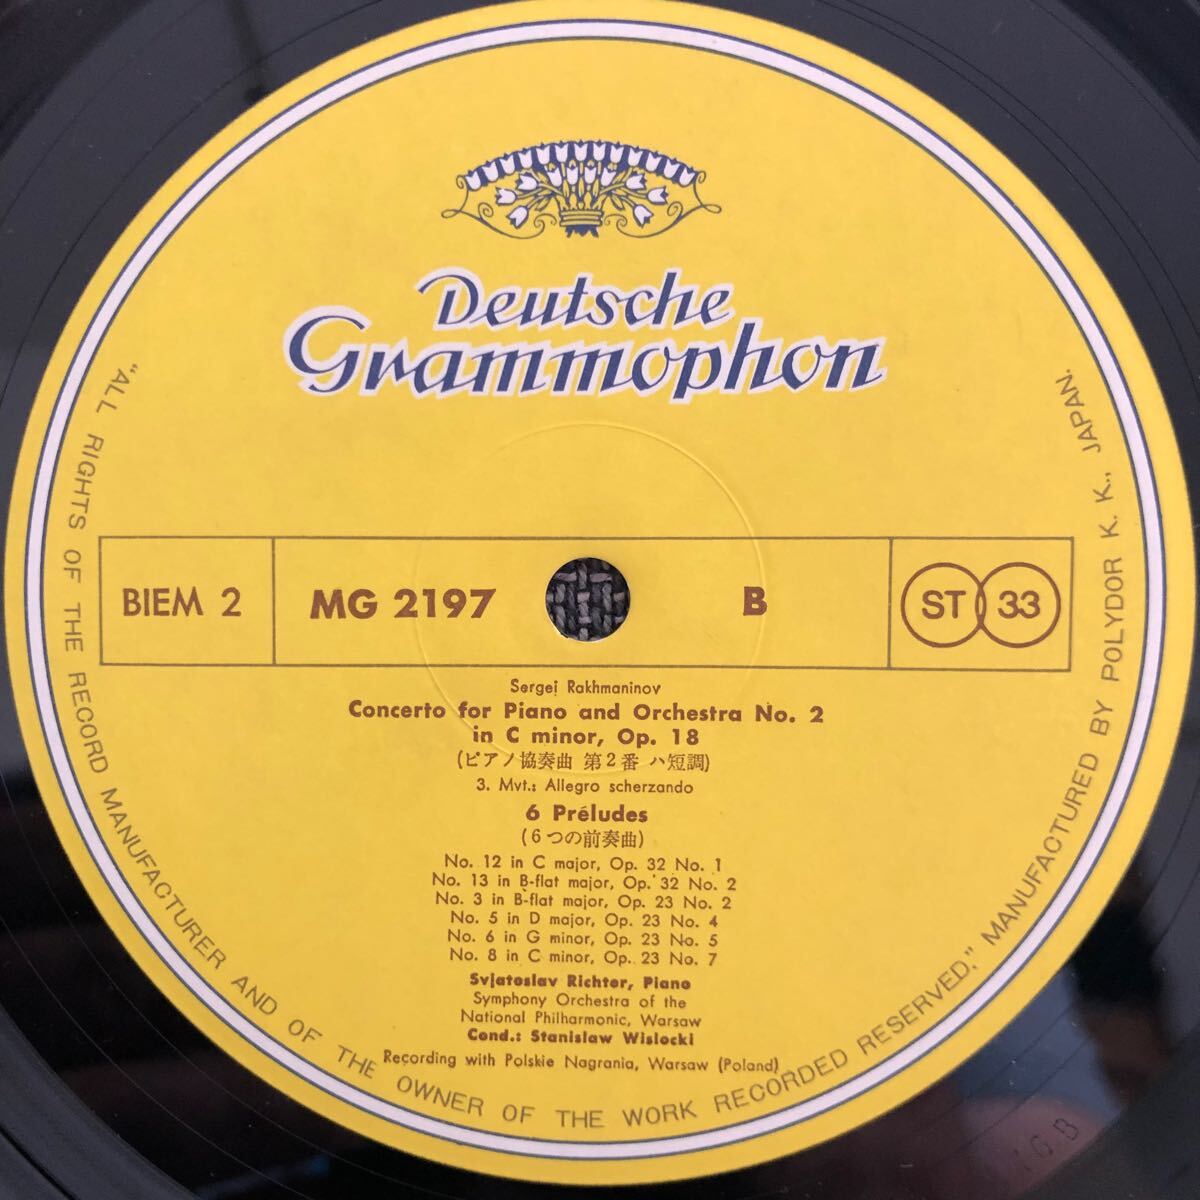 Deutsche
Grammophon
BIEM 2
MG 2197
B
ST 33
Sergej Rakhmaninov
Concerto for Piano and Orchestra No. 2
in C minor, Op. 18
(ピアノ協奏曲 第2番 ハ短調)
3. Mvt.: Allegro scherzando
6 Préludes
(6つの前奏曲)
No. 12 in C major, Op. 32 No. 1
No. 13 in B-flat major, Op. 32 No. 2
No. 3 in B-flat major, Op. 23 No. 2
No. 5 in D major, Op. 23 No. 4
No. 6 in G minor, Op. 23 No. 5
No. 8 in C minor, Op. 23 No. 7
Svjatoslav Richter, Piano
Symphony Orchestra of the
National Philharmonic, Warsaw
Cond.: Stanislaw Wislocki
Recording with Polskie Nagrania, Warsaw (Poland)
"ALL RIGHTS OF THE RECORD MANUFACTURER AND OF THE OWNER OF THE WORK RECORDED RESERVED," MANUFACTURED BY POLYDOR K. K., JAPAN.